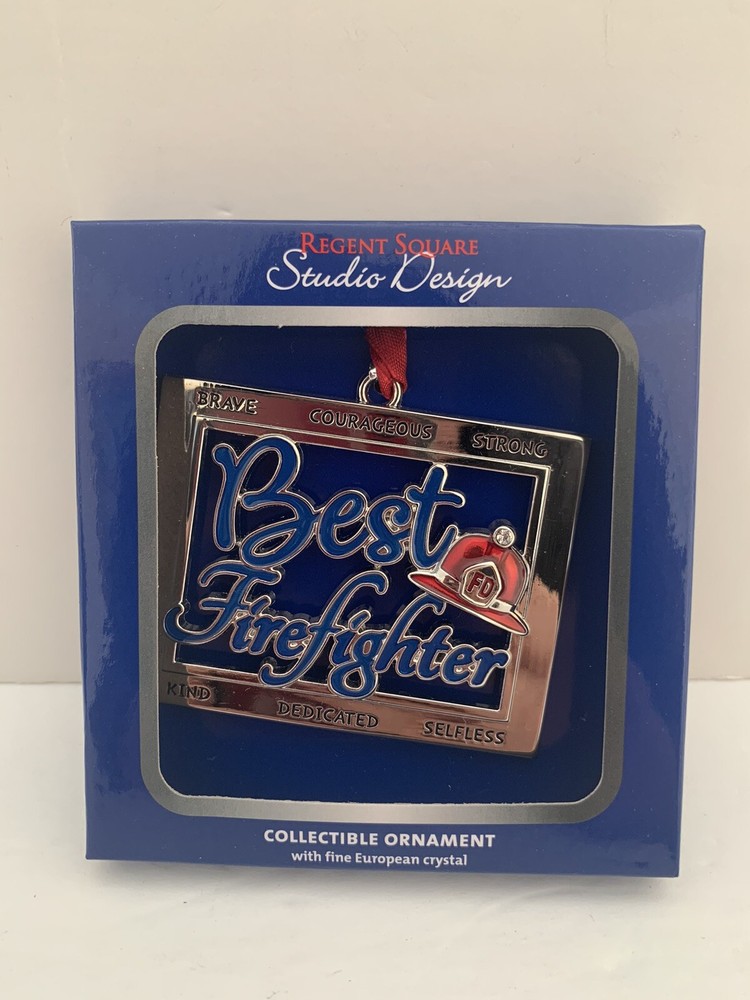 REGENT SQUARE
Studio Design
BRAVE COURAGEOUS STRONG
Best
FD
Firefighter
KIND DEDICATED SELFLESS
COLLECTIBLE ORNAMENT
with fine European crystal